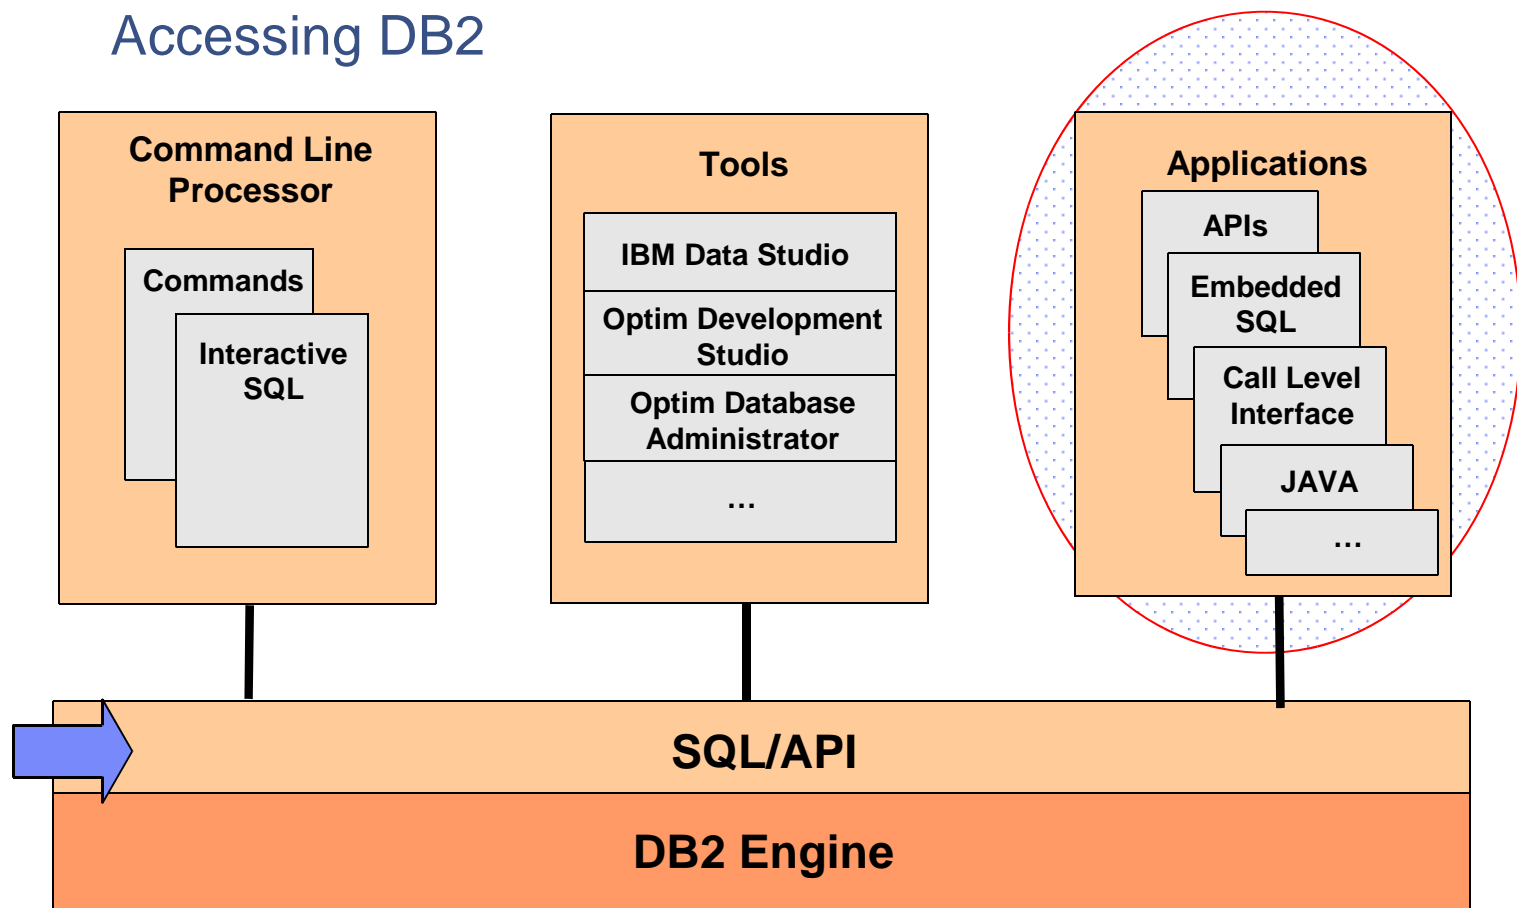 Accessing DB2
Command Line
Processor
Commands
Interactive
SQL
Tools
IBM Data Studio
Optim Development
Studio
Optim Database
Administrator
…
Applications
APIs
Embedded
SQL
Call Level
Interface
JAVA
…
SQL/API
DB2 Engine